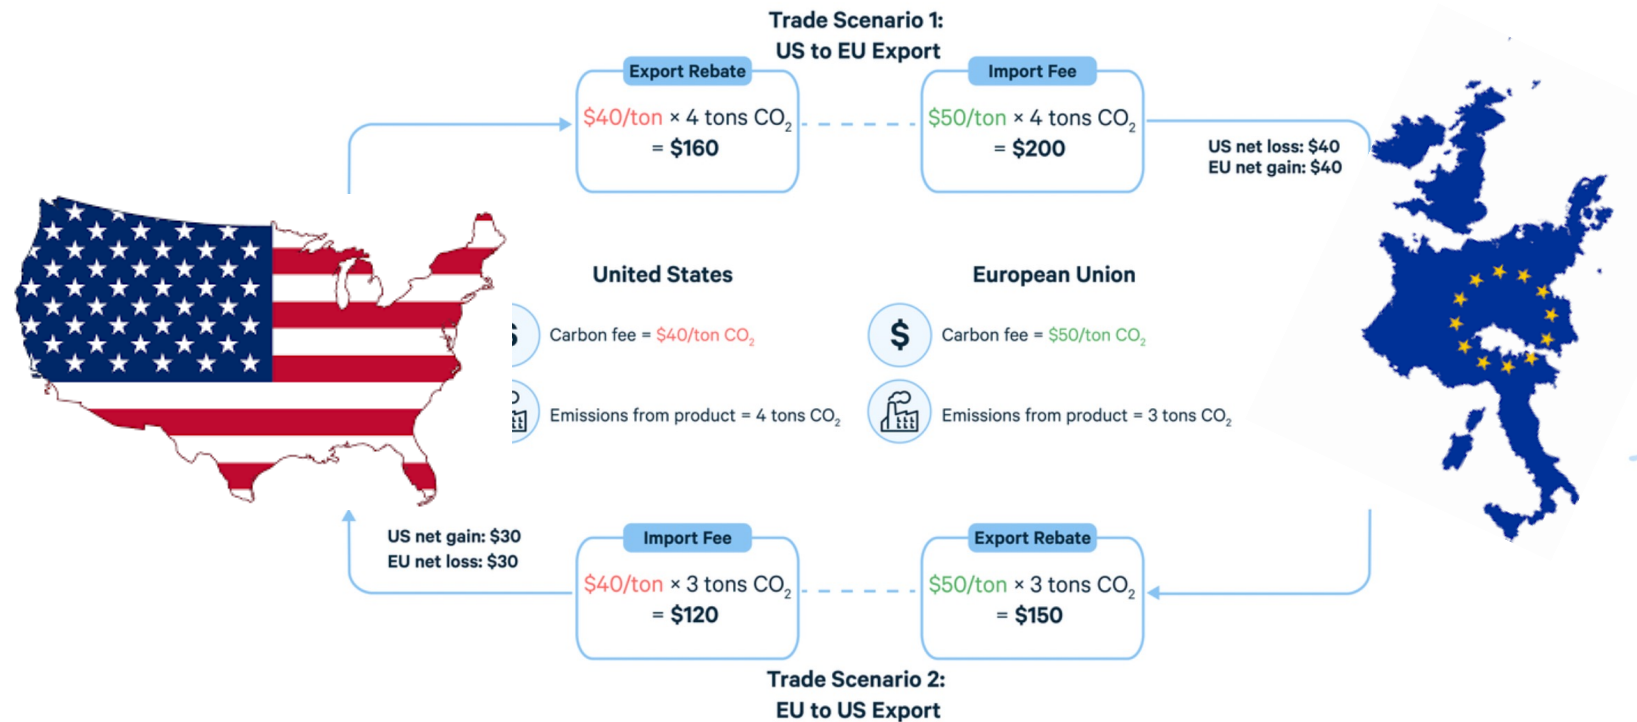 Trade Scenario 1:
US to EU Export
Export Rebate
$40/ton × 4 tons CO₂
= $160
Import Fee
$50/ton × 4 tons CO₂
= $200
US net loss: $40
EU net gain: $40
United States
$
Carbon fee = $40/ton CO₂
Emissions from product = 4 tons CO₂
European Union
$
Carbon fee = $50/ton CO₂
Emissions from product = 3 tons CO₂
US net gain: $30
EU net loss: $30
Import Fee
$40/ton × 3 tons CO₂
= $120
Export Rebate
$50/ton × 3 tons CO₂
= $150
Trade Scenario 2:
EU to US Export